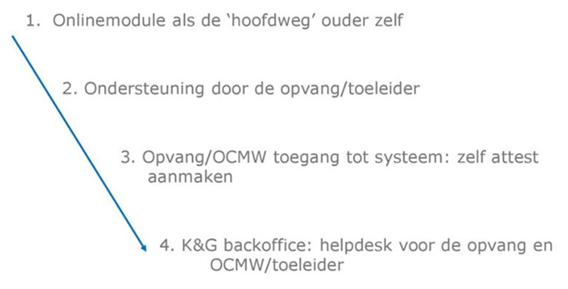 1. Onlinemodule als de ‘hoofdweg’ ouder zelf
2. Ondersteuning door de opvang/toeleider
3. Opvang/OCMW toegang tot systeem: zelf attest
aanmaken
4. K&G backoffice: helpdesk voor de opvang en
OCMW/toeleider